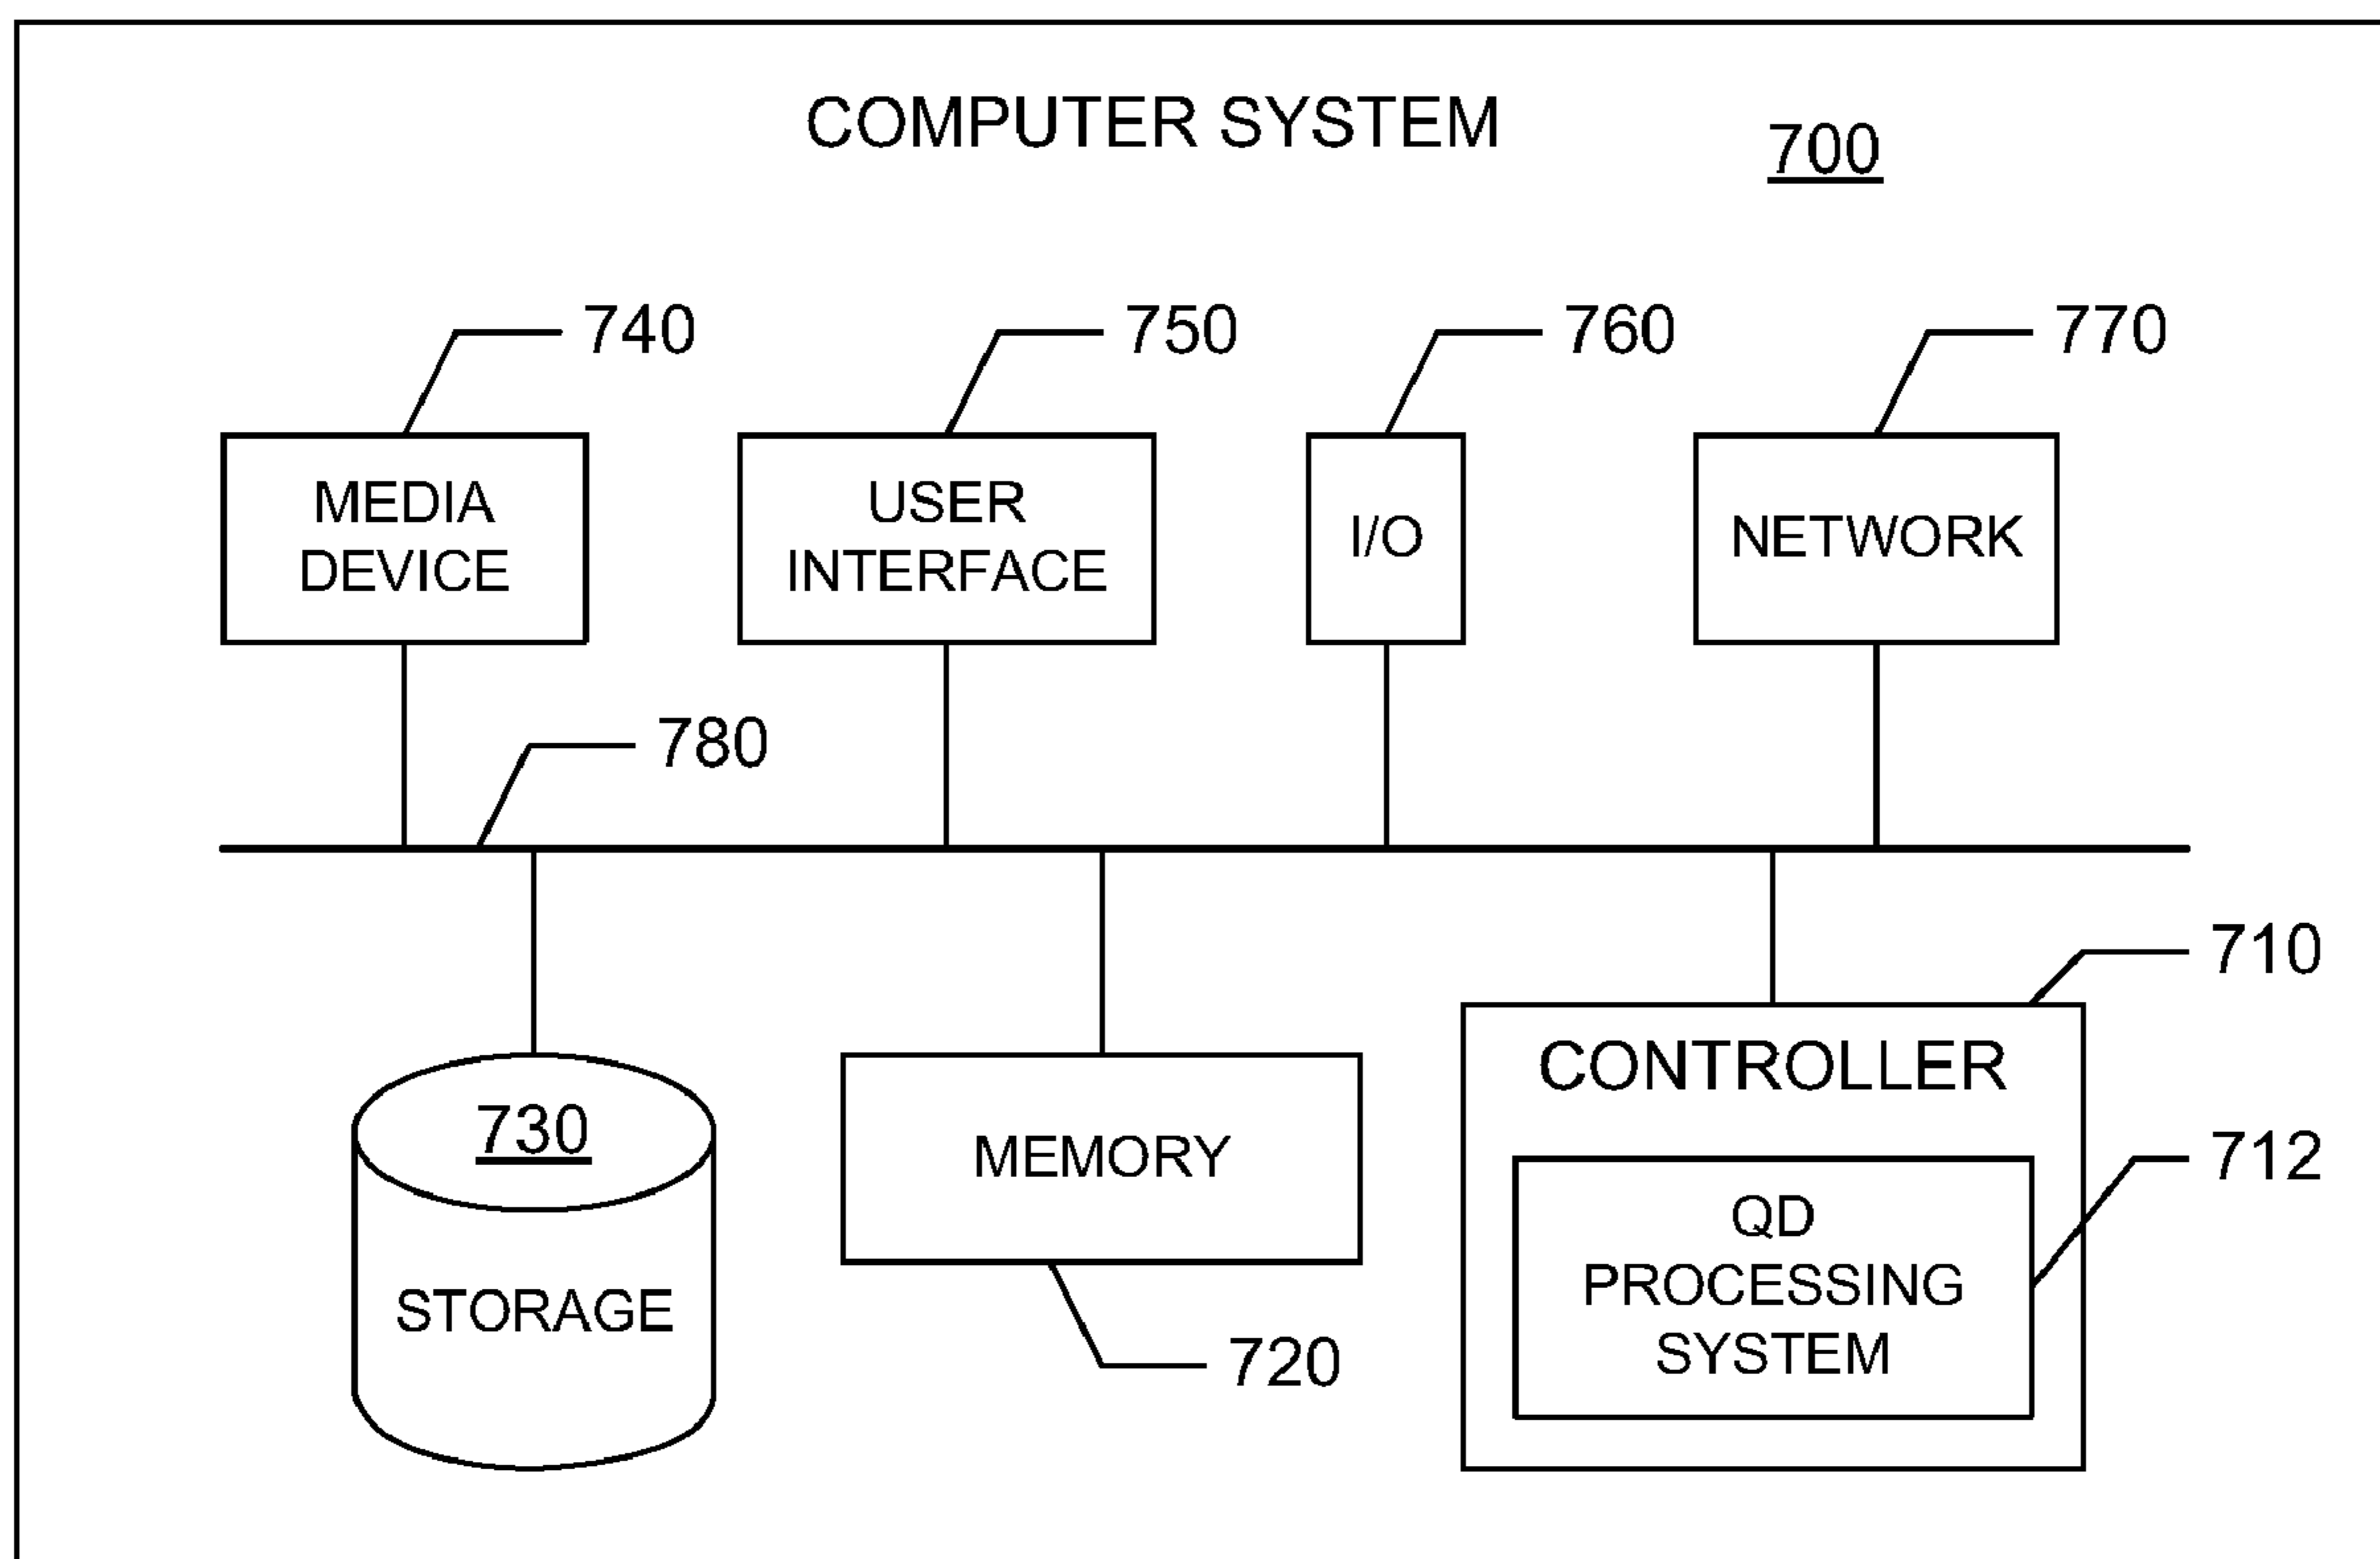 COMPUTER SYSTEM
700
740
750
760
770
MEDIA
DEVICE
USER
INTERFACE
I/O
NETWORK
780
710
CONTROLLER
730
STORAGE
MEMORY
720
712
QD
PROCESSING
SYSTEM